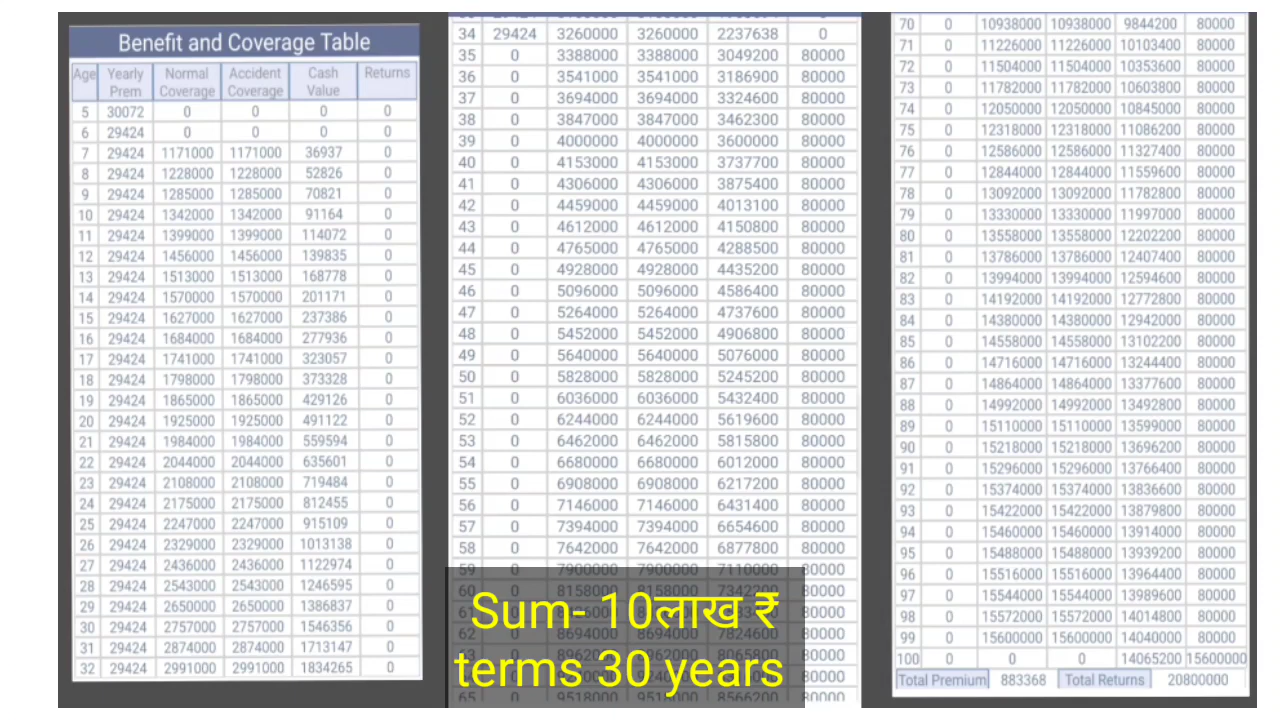 Benefit and Coverage Table
Age Yearly Prem Normal Coverage Accident Coverage Cash Value Returns
5 30072 0 0 0 0
6 29424 0 0 0 0
7 29424 1171000 1171000 36937 0
8 29424 1228000 1228000 52826 0
9 29424 1285000 1285000 70821 0
10 29424 1342000 1342000 91164 0
11 29424 1399000 1399000 114072 0
12 29424 1456000 1456000 139835 0
13 29424 1513000 1513000 168778 0
14 29424 1570000 1570000 201171 0
15 29424 1627000 1627000 237386 0
16 29424 1684000 1684000 277936 0
17 29424 1741000 1741000 323057 0
18 29424 1798000 1798000 373328 0
19 29424 1865000 1865000 429126 0
20 29424 1925000 1925000 491122 0
21 29424 1984000 1984000 559594 0
22 29424 2044000 2044000 635601 0
23 29424 2108000 2108000 719484 0
24 29424 2175000 2175000 812455 0
25 29424 2247000 2247000 915109 0
26 29424 2329000 2329000 1013138 0
27 29424 2436000 2436000 1122974 0
28 29424 2543000 2543000 1246595 0
29 29424 2650000 2650000 1386837 0
30 29424 2757000 2757000 1546356 0
31 29424 2874000 2874000 1713147 0
32 29424 2991000 2991000 1834265 0
34 29424 3260000 3260000 2237638 0
35 0 3388000 3388000 3049200 80000
36 0 3541000 3541000 3186900 80000
37 0 3694000 3694000 3324600 80000
38 0 3847000 3847000 3462300 80000
39 0 4000000 4000000 3600000 80000
40 0 4153000 4153000 3737700 80000
41 0 4306000 4306000 3875400 80000
42 0 4459000 4459000 4013100 80000
43 0 4612000 4612000 4150800 80000
44 0 4765000 4765000 4288500 80000
45 0 4928000 4928000 4435200 80000
46 0 5096000 5096000 4586400 80000
47 0 5264000 5264000 4737600 80000
48 0 5452000 5452000 4906800 80000
49 0 5640000 5640000 5076000 80000
50 0 5828000 5828000 5245200 80000
51 0 6036000 6036000 5432400 80000
52 0 6244000 6244000 5619600 80000
53 0 6462000 6462000 5815800 80000
54 0 6680000 6680000 6012000 80000
55 0 6908000 6908000 6217200 80000
56 0 7146000 7146000 6431400 80000
57 0 7394000 7394000 6654600 80000
58 0 7642000 7642000 6877800 80000
59 0 7900000 7900000 7110000 80000
60 0 8158000 8158000 80000
80000
62 0 8694000 8694000 7824600 80000
80000
80000
65 0 9518000 9518000 8566200 80000
Sum- 10लाख ₹
terms 30 years
70 0 10938000 10938000 9844200 80000
71 0 11226000 11226000 10103400 80000
72 0 11504000 11504000 10353600 80000
73 0 11782000 11782000 10603800 80000
74 0 12050000 12050000 10845000 80000
75 0 12318000 12318000 11086200 80000
76 0 12586000 12586000 11327400 80000
77 0 12844000 12844000 11559600 80000
78 0 13092000 13092000 11782800 80000
79 0 13330000 13330000 11997000 80000
80 0 13558000 13558000 12202200 80000
81 0 13786000 13786000 12407400 80000
82 0 13994000 13994000 12594600 80000
83 0 14192000 14192000 12772800 80000
84 0 14380000 14380000 12942000 80000
85 0 14558000 14558000 13102200 80000
86 0 14716000 14716000 13244400 80000
87 0 14864000 14864000 13377600 80000
88 0 14992000 14992000 13492800 80000
89 0 15110000 15110000 13599000 80000
90 0 15218000 15218000 13696200 80000
91 0 15296000 15296000 13766400 80000
92 0 15374000 15374000 13836600 80000
93 0 15422000 15422000 13879800 80000
94 0 15460000 15460000 13914000 80000
95 0 15488000 15488000 13939200 80000
96 0 15516000 15516000 13964400 80000
97 0 15544000 15544000 13989600 80000
98 0 15572000 15572000 14014800 80000
99 0 15600000 15600000 14040000 80000
100 0 0 0 14065200 15600000
Total Premium 883368 Total Returns 20800000